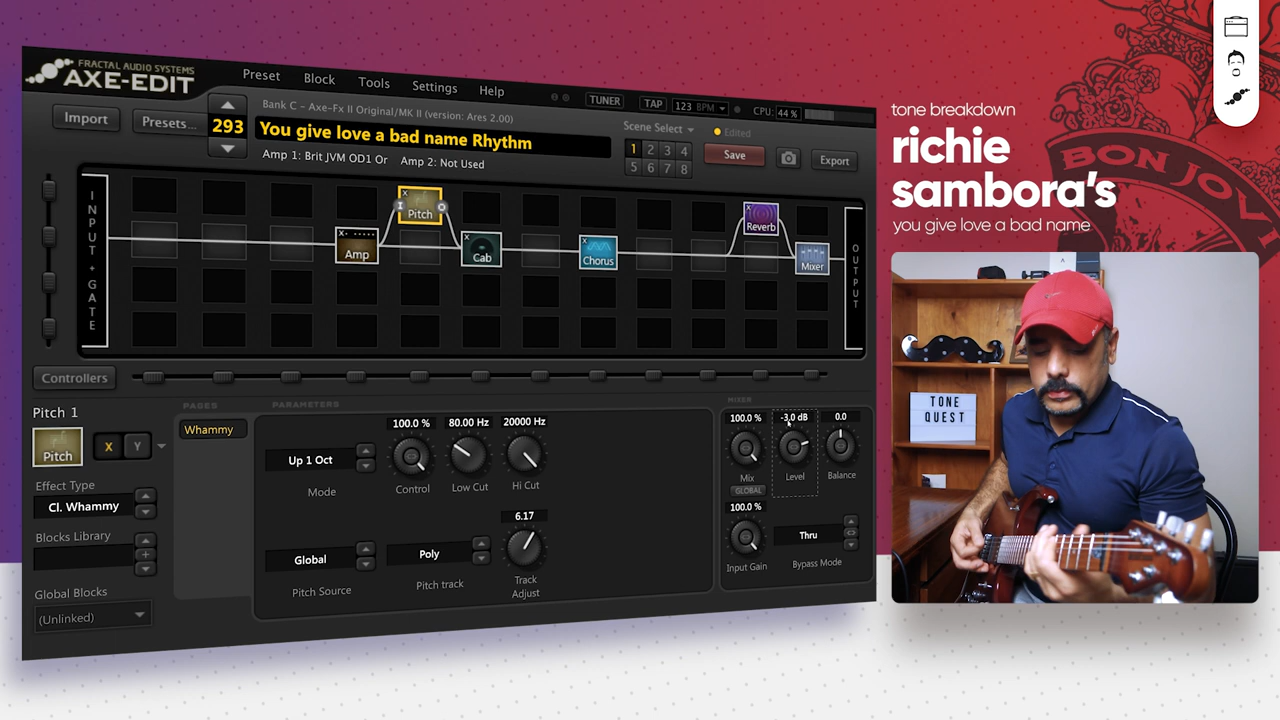 FRACTAL AUDIO SYSTEMS
AXE-EDIT
Preset Block Tools Settings Help
TUNER TAP 123 BPM CPU: 44 %
Import Presets... 293
Bank C – Axe-Fx II Original/MK II (version: Ares 2.00)
You give love a bad name Rhythm
Amp 1: Brit JVM OD1 Or Amp 2: Not Used
Scene Select
1 2 3 4
5 6 7 8
Edited
Save Export
INPUT + GATE
Amp
Pitch
Cab
Chorus
Reverb
Mixer
OUTPUT
Controllers
Pitch 1
Pitch
X Y
Effect Type
Cl. Whammy
Blocks Library
Global Blocks
(Unlinked)
PAGES
Whammy
PARAMETERS
Up 1 Oct
Mode
100.0 % 80.00 Hz 20000 Hz
Control Low Cut Hi Cut
Global
Pitch Source
Poly
Pitch track
6.17
Track
Adjust
MIXER
100.0 % -3.0 dB 0.0
Mix Level Balance
GLOBAL
100.0 %
Input Gain
Thru
Bypass Mode
tone breakdown
richie
sambora's
you give love a bad name
BON JOVI
TONE
QUEST